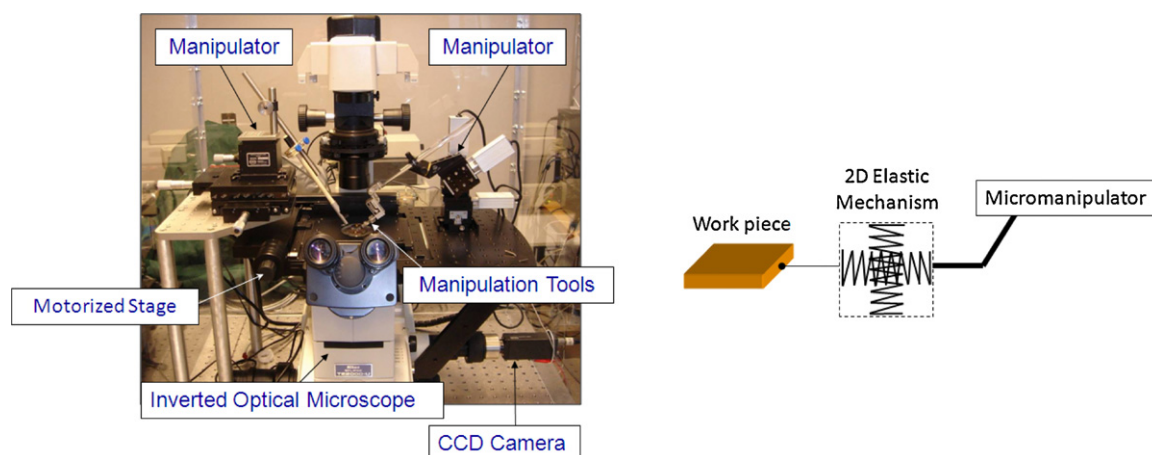 Manipulator
Manipulator
Manipulation Tools
Motorized Stage
Inverted Optical Microscope
CCD Camera
2D Elastic
Mechanism
Micromanipulator
Work piece